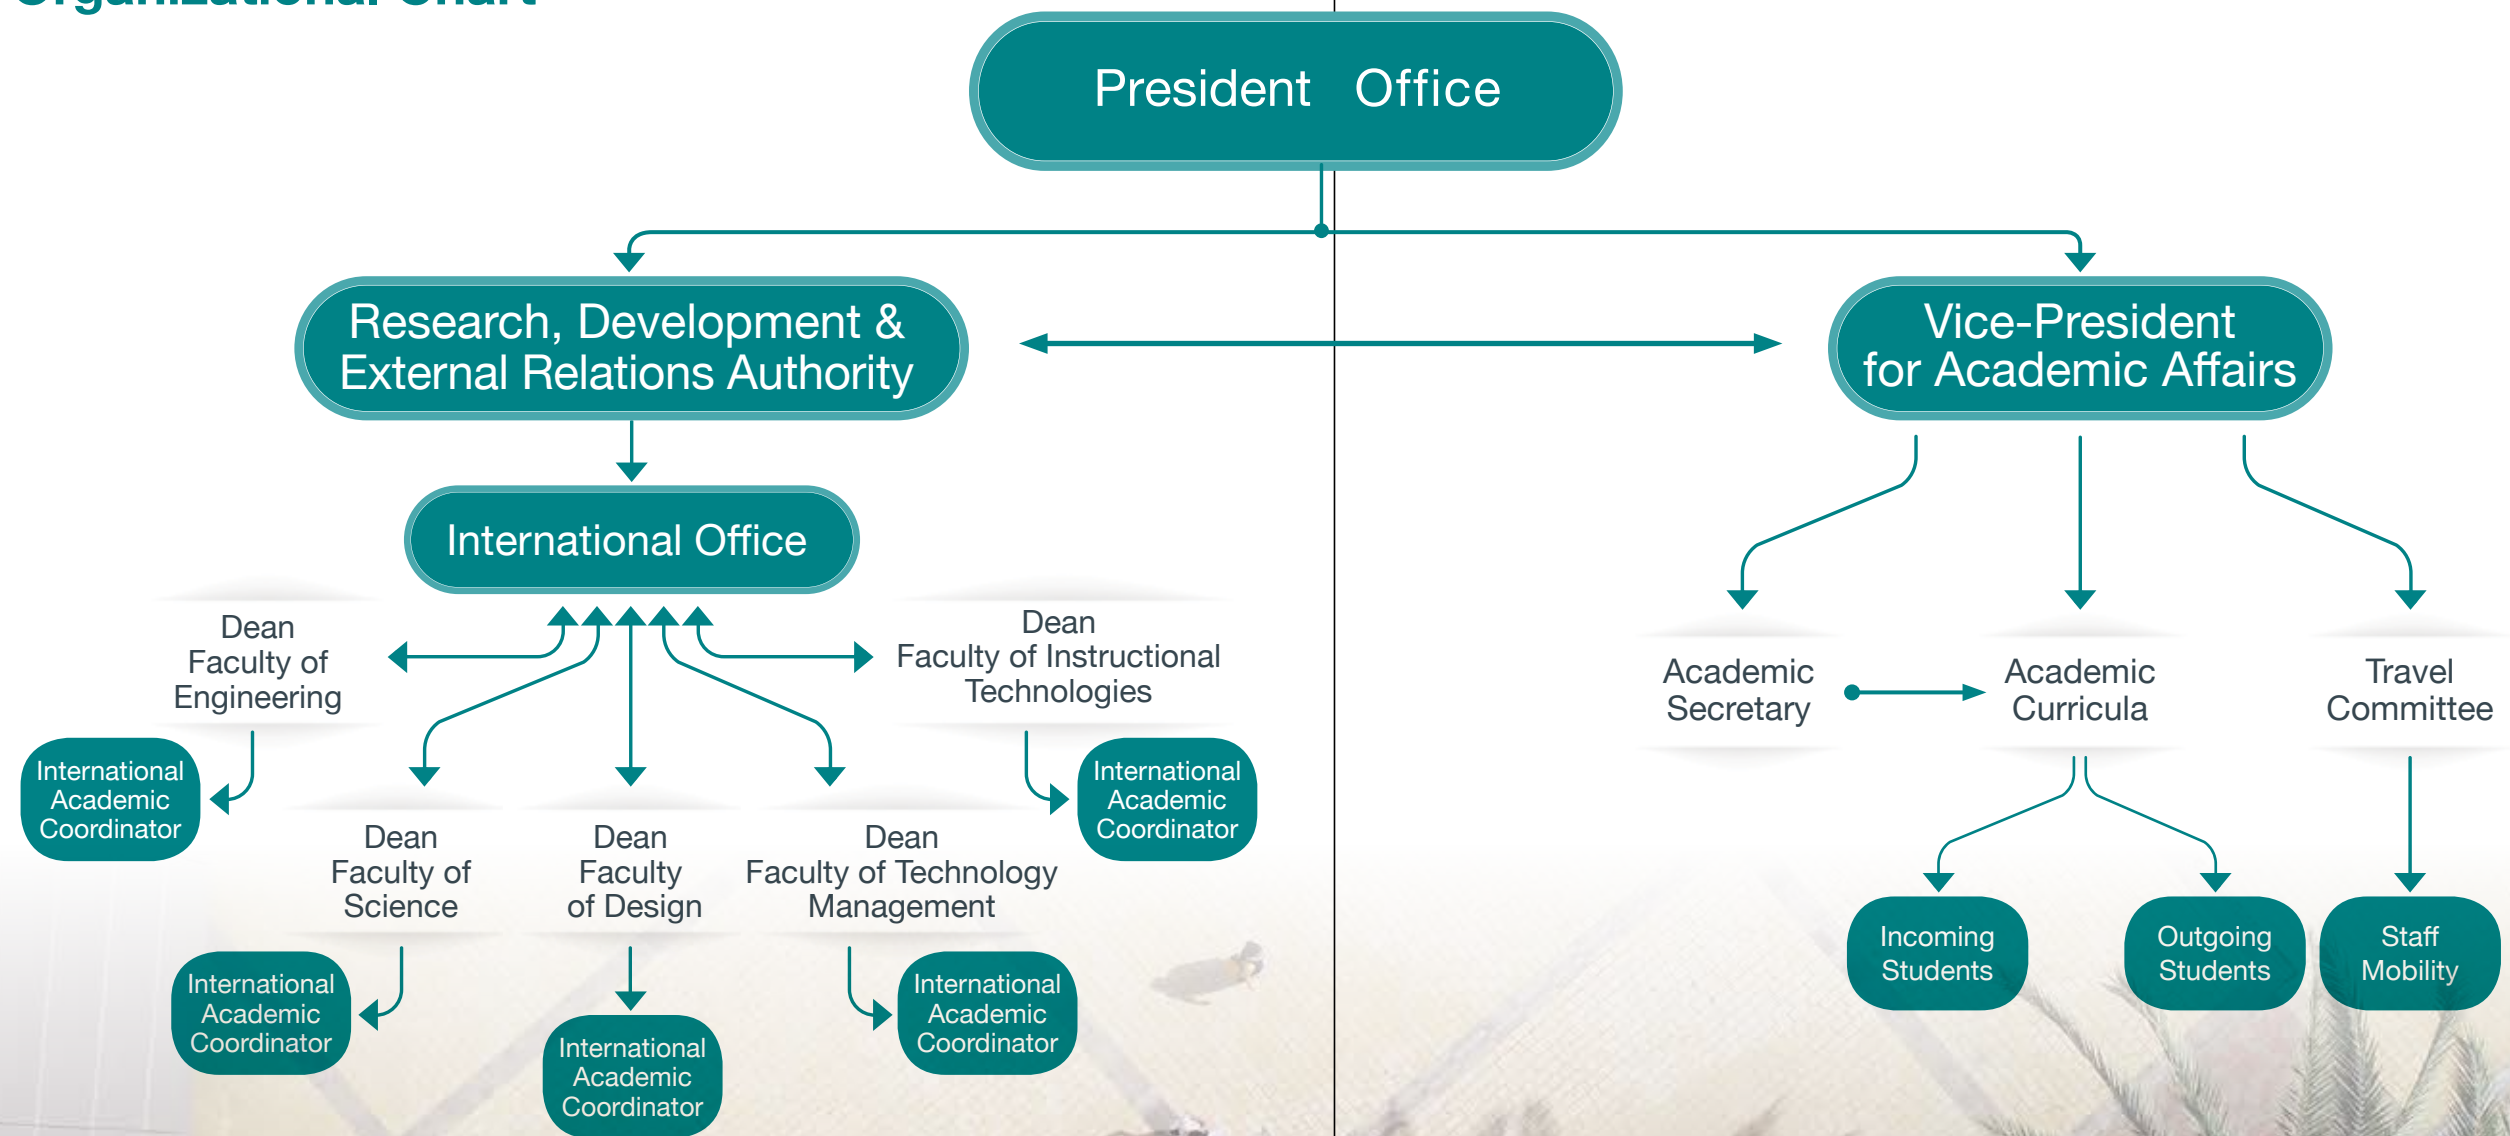 Organizational Chart
President Office
Research, Development &
External Relations Authority
Vice-President
for Academic Affairs
International Office
Dean
Faculty of
Engineering
Dean
Faculty of Instructional
Technologies
Academic
Secretary
Academic
Curricula
Travel
Committee
International
Academic
Coordinator
International
Academic
Coordinator
Dean
Faculty of
Science
Dean
Faculty
of Design
Dean
Faculty of Technology
Management
Incoming
Students
Outgoing
Students
Staff
Mobility
International
Academic
Coordinator
International
Academic
Coordinator
International
Academic
Coordinator